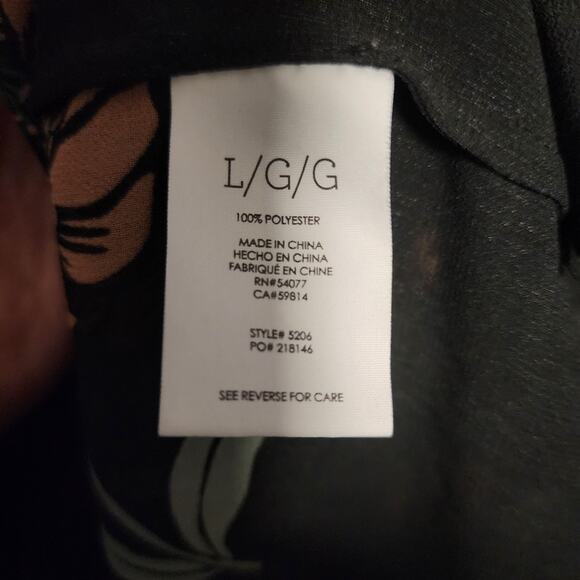 L/G/G
100% POLYESTER
MADE IN CHINA
HECHO EN CHINA
FABRIQUÉ EN CHINE
RN#54077
CA#59814
STYLE# 5206
PO# 218146
SEE REVERSE FOR CARE